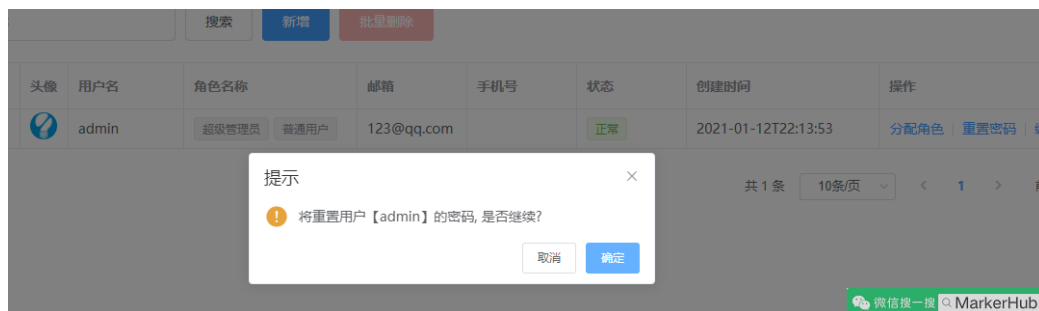 搜索 新增 批量删除
头像 用户名 角色名称 邮箱 手机号 状态 创建时间 操作
admin 超级管理员 普通用户 123@qq.com 正常 2021-01-12T22:13:53 分配角色 重置密码
提示
共 1 条 10条/页 1
将重置用户【admin】的密码, 是否继续?
取消 确定
微信搜一搜 MarkerHub